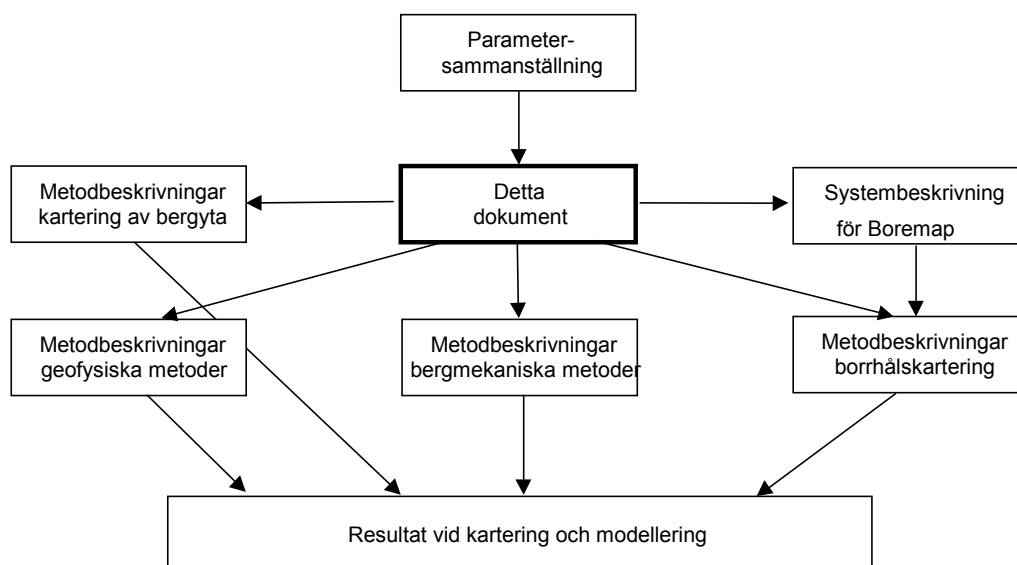 Parameter-
sammanställning
Metodbeskrivningar
kartering av bergyta
Detta
dokument
Systembeskrivning
för Boremap
Metodbeskrivningar
geofysiska metoder
Metodbeskrivningar
bergmekaniska metoder
Metodbeskrivningar
borrhålskartering
Resultat vid kartering och modellering